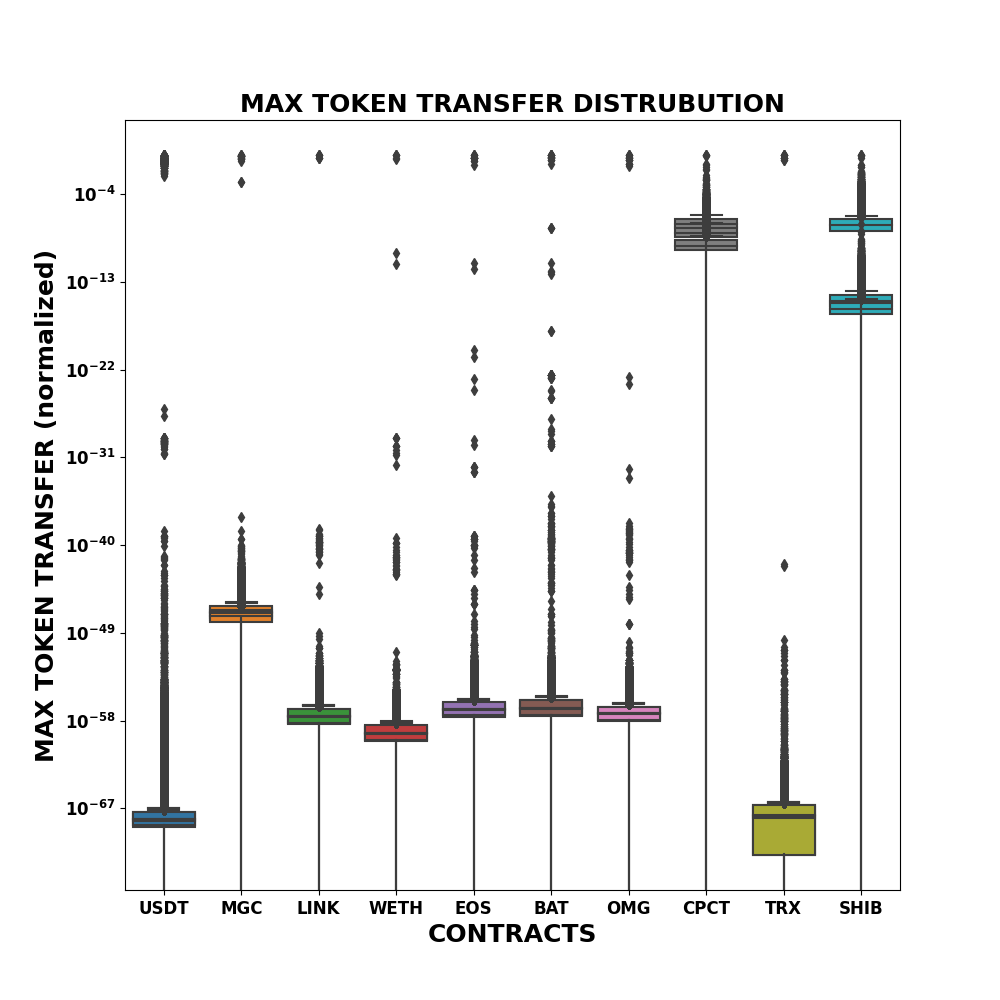 MAX TOKEN TRANSFER DISTRUBUTION
MAX TOKEN TRANSFER (normalized)
10⁻⁴
10⁻¹³
10⁻²²
10⁻³¹
10⁻⁴⁰
10⁻⁴⁹
10⁻⁵⁸
10⁻⁶⁷
USDT MGC LINK WETH EOS BAT OMG CPCT TRX SHIB
CONTRACTS